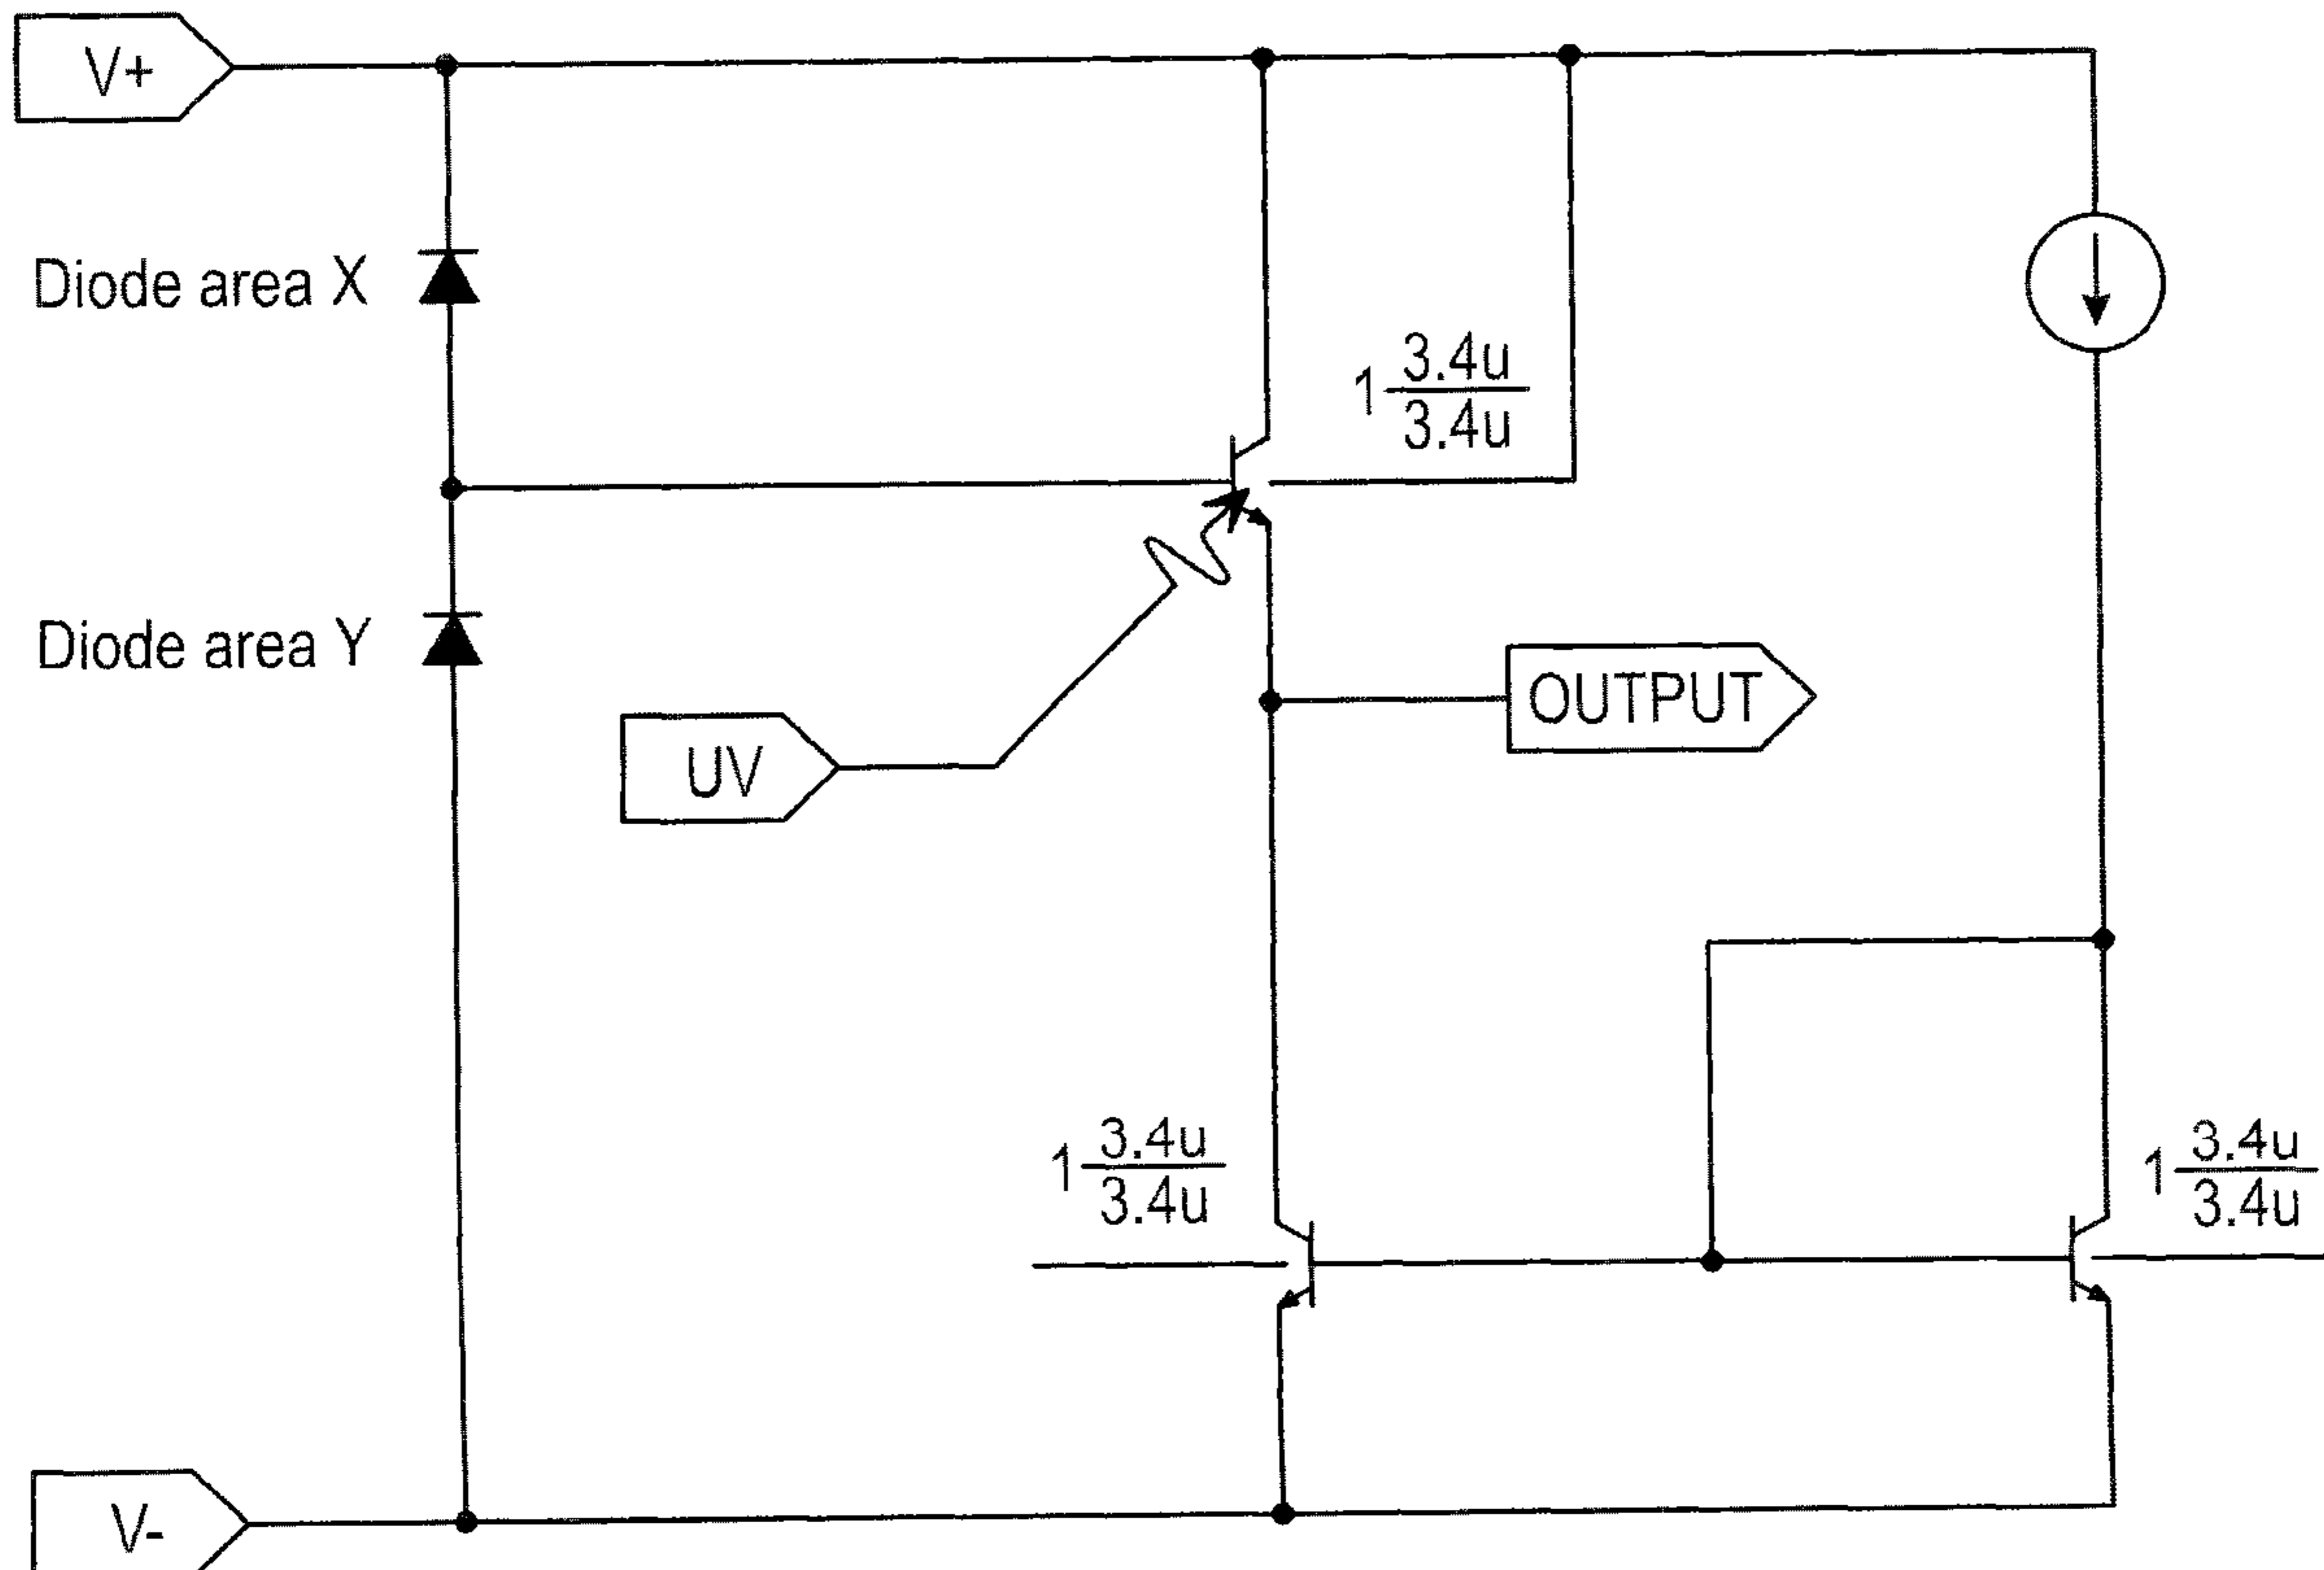 V+
Diode area X
1 3.4u
3.4u
Diode area Y
OUTPUT
UV
1 3.4u
3.4u
1 3.4u
3.4u
V-